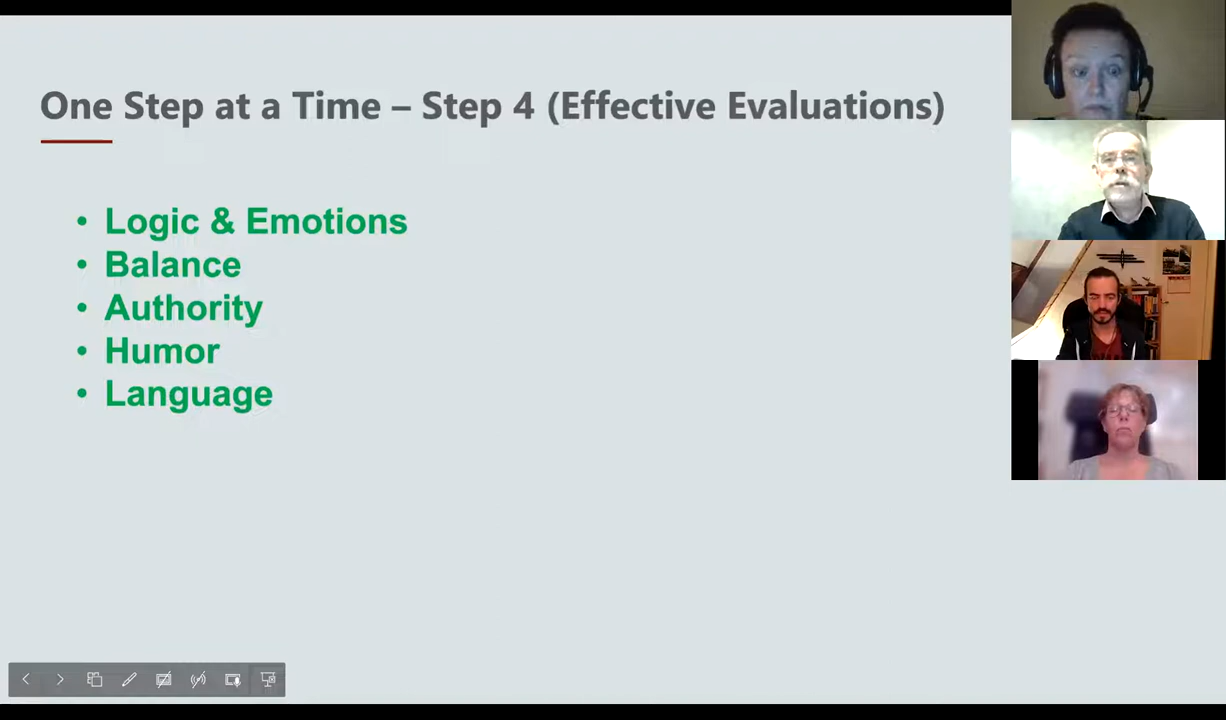 One Step at a Time – Step 4 (Effective Evaluations)
• Logic & Emotions
• Balance
• Authority
• Humor
• Language